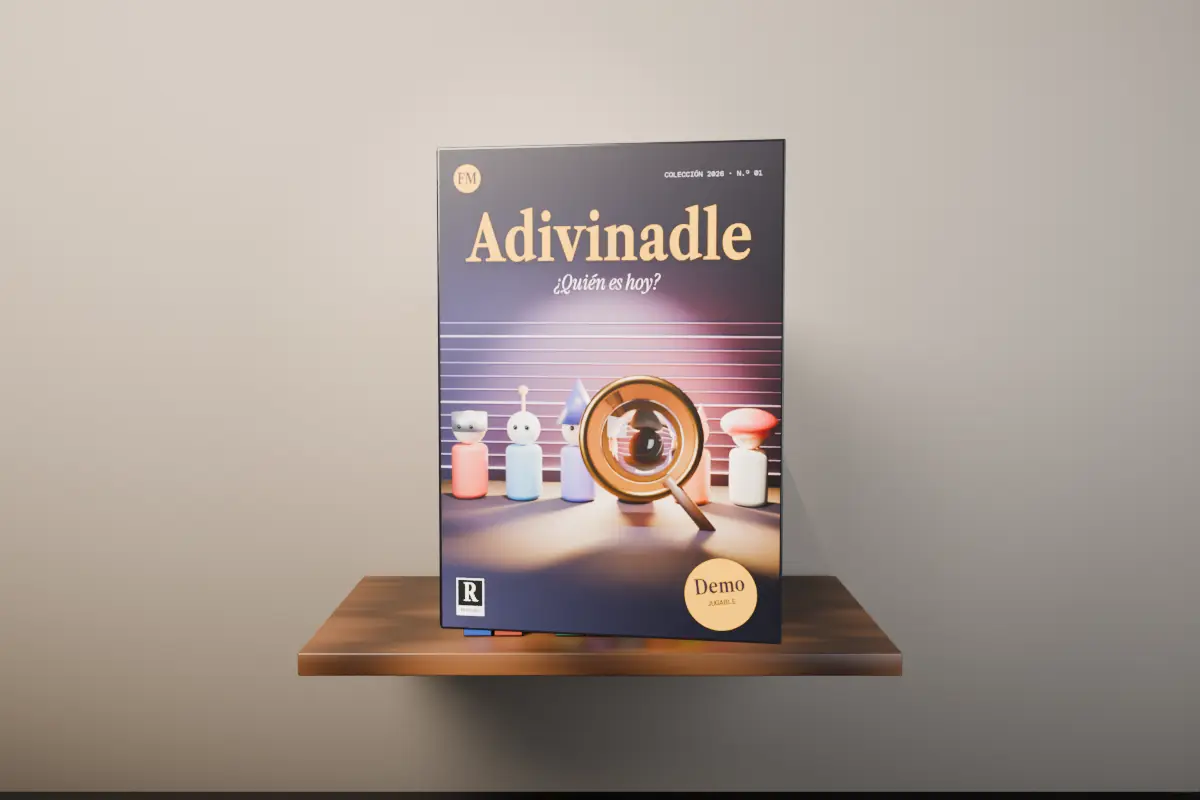 FM
COLECCIÓN 2026 · N.º 01
Adivinadle
¿Quién es hoy?
R
Demo
JUGABLE